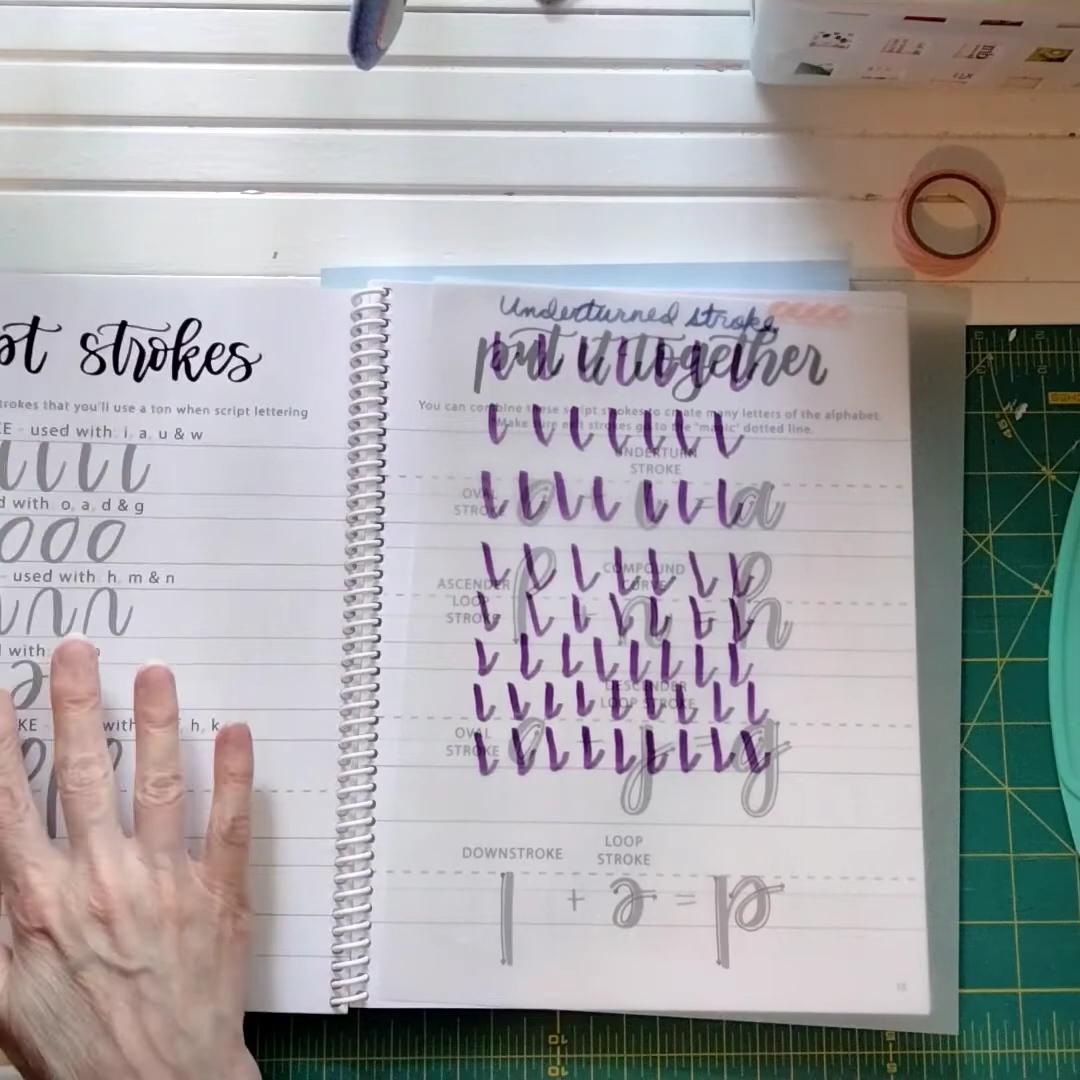 strokes
strokes that you'll use a ton when script lettering
- used with: i, a, u & w
with: o, a, d & g
- used with: h, m & n
with:
KE - with h, k
Underturned stroke
put it together
You can combine these script strokes to create many letters of the alphabet.
Make sure exit strokes go to the "magic" dotted line.
UNDERTURN
STROKE
OVAL
STROKE
o
a
COMPOUND
CURVE
ASCENDER
LOOP
STROKE
h
DESCENDER
LOOP STROKE
OVAL
STROKE
g
DOWNSTROKE
LOOP
STROKE
+ = p